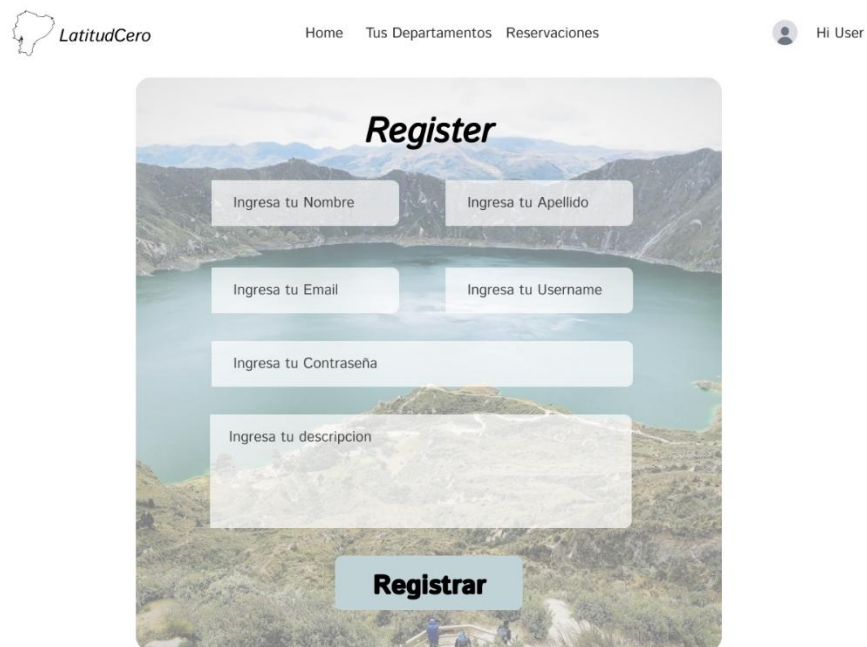 LatitudCero Home Tus Departamentos Reservaciones Hi User
Register
Ingresa tu Nombre Ingresa tu Apellido
Ingresa tu Email Ingresa tu Username
Ingresa tu Contraseña
Ingresa tu descripcion
Registrar